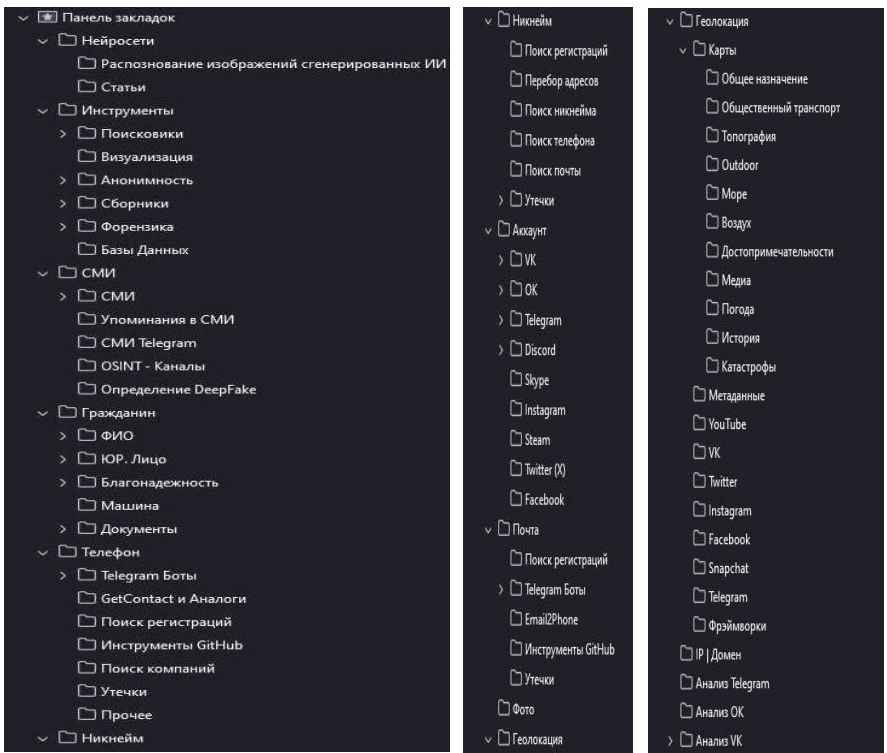 Панель закладок
Нейросети
Распознование изображений сгенерированных ИИ
Статьи
Инструменты
Поисковики
Визуализация
Анонимность
Сборники
Форензика
Базы Данных
СМИ
СМИ
Упоминания в СМИ
СМИ Telegram
OSINT - Каналы
Определение DeepFake
Гражданин
ФИО
ЮР. Лицо
Благонадежность
Машина
Документы
Телефон
Telegram Боты
GetContact и Аналоги
Поиск регистраций
Инструменты GitHub
Поиск компаний
Утечки
Прочее
Никнейм
Никнейм
Поиск регистраций
Перебор адресов
Поиск никнейма
Поиск телефона
Поиск почты
Утечки
Аккаунт
VK
OK
Telegram
Discord
Skype
Instagram
Steam
Twitter (X)
Facebook
Почта
Поиск регистраций
Telegram Боты
Email2Phone
Инструменты GitHub
Утечки
Фото
Геолокация
Геолокация
Карты
Общее назначение
Общественный транспорт
Топография
Outdoor
Море
Воздух
Достопримечательности
Медиа
Погода
История
Катастрофы
Метаданные
YouTube
VK
Twitter
Instagram
Facebook
Snapchat
Telegram
Фрэймворки
IP | Домен
Анализ Telegram
Анализ OK
Анализ VK